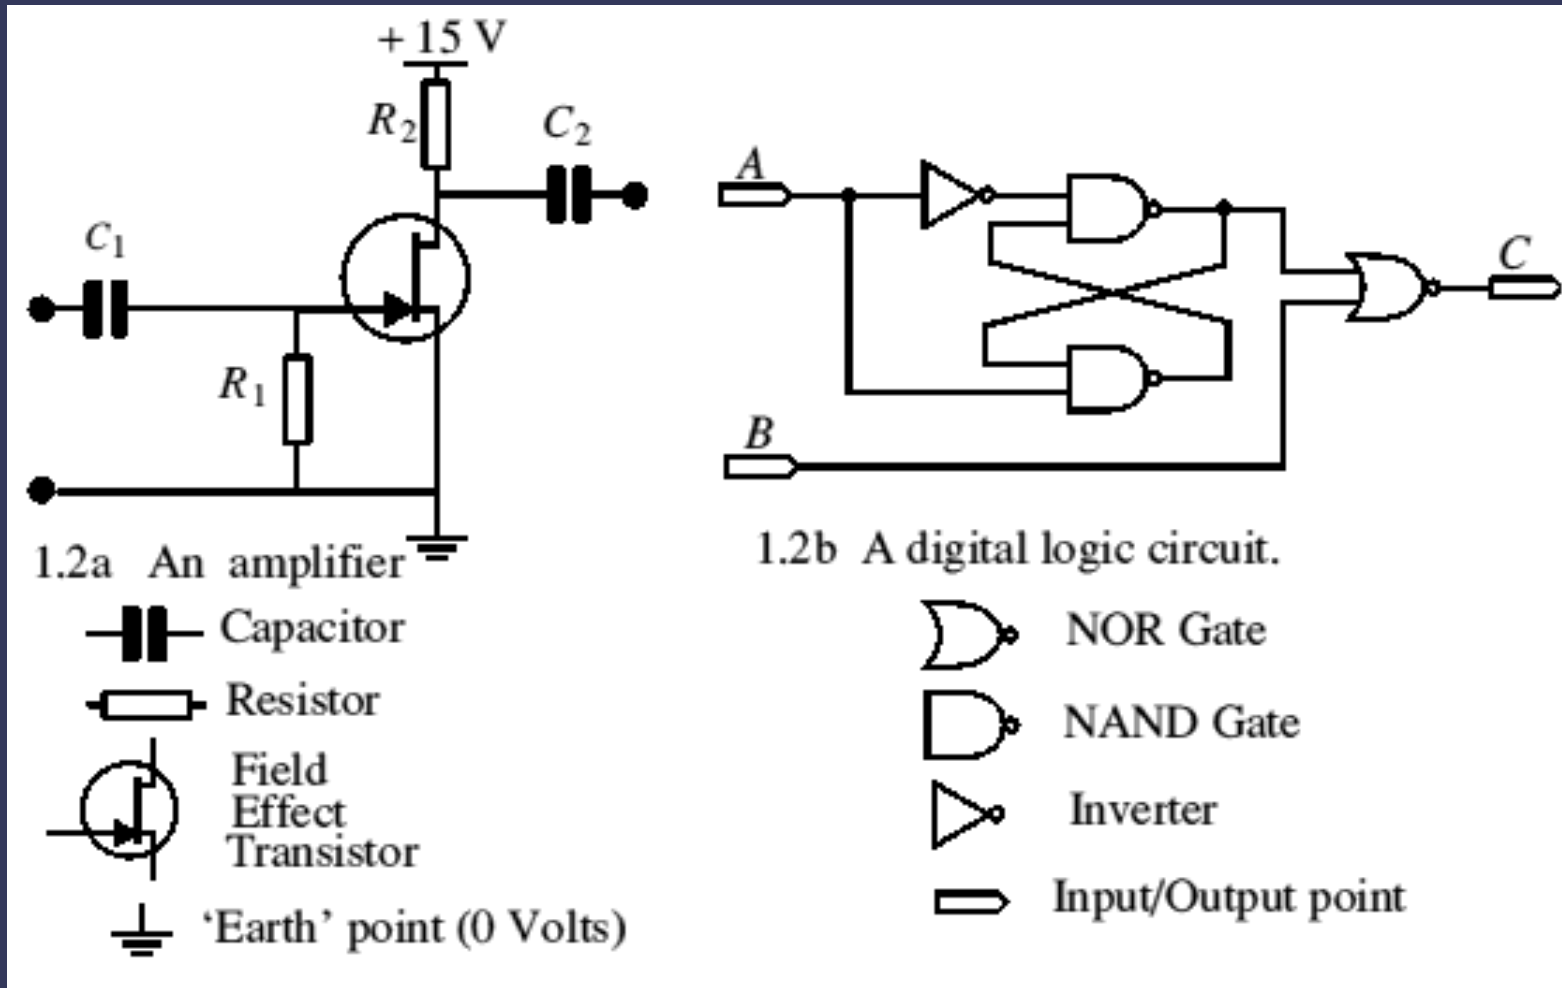 + 15 V
R2
C2
C1
R1
1.2a An amplifier
Capacitor
Resistor
Field
Effect
Transistor
‘Earth’ point (0 Volts)
A
B
C
1.2b A digital logic circuit.
NOR Gate
NAND Gate
Inverter
Input/Output point